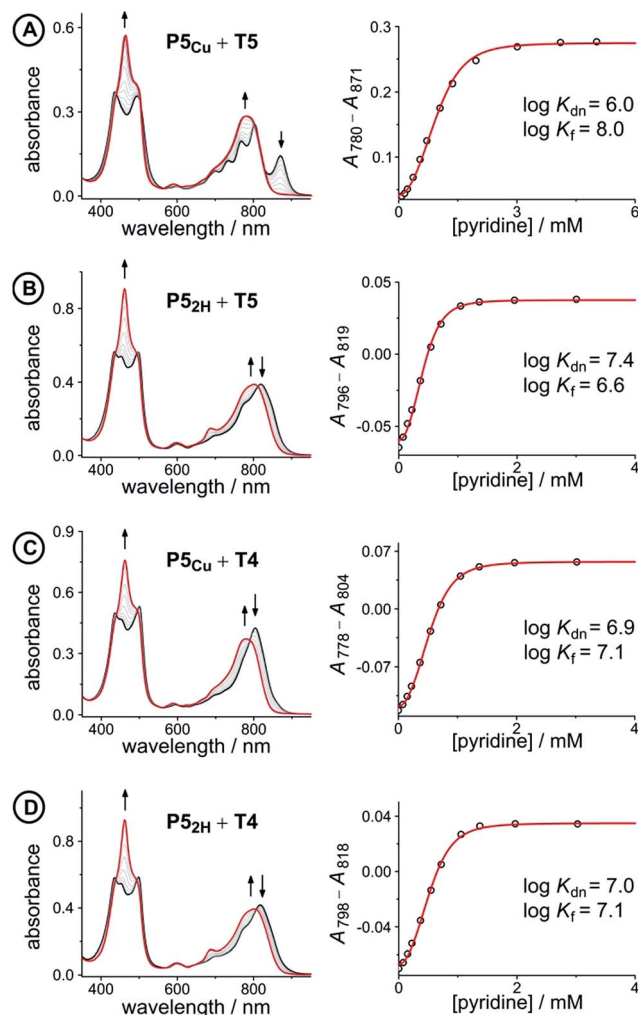 A
P5Cu + T5
0.6
0.3
0.0
absorbance
400 600 800
wavelength / nm
0.3
0.2
0.1
A780 – A871
log Kdn = 6.0
log Kf = 8.0
0 3 6
[pyridine] / mM
B
P52H + T5
0.8
0.4
0.0
absorbance
400 600 800
wavelength / nm
0.05
0.00
-0.05
A796 – A819
log Kdn = 7.4
log Kf = 6.6
0 2 4
[pyridine] / mM
C
P5Cu + T4
0.9
0.6
0.3
0.0
absorbance
400 600 800
wavelength / nm
0.07
0.00
-0.07
A778 – A804
log Kdn = 6.9
log Kf = 7.1
0 2 4
[pyridine] / mM
D
P52H + T4
0.8
0.4
0.0
absorbance
400 600 800
wavelength / nm
0.04
0.00
-0.04
A798 – A818
log Kdn = 7.0
log Kf = 7.1
0 2 4
[pyridine] / mM